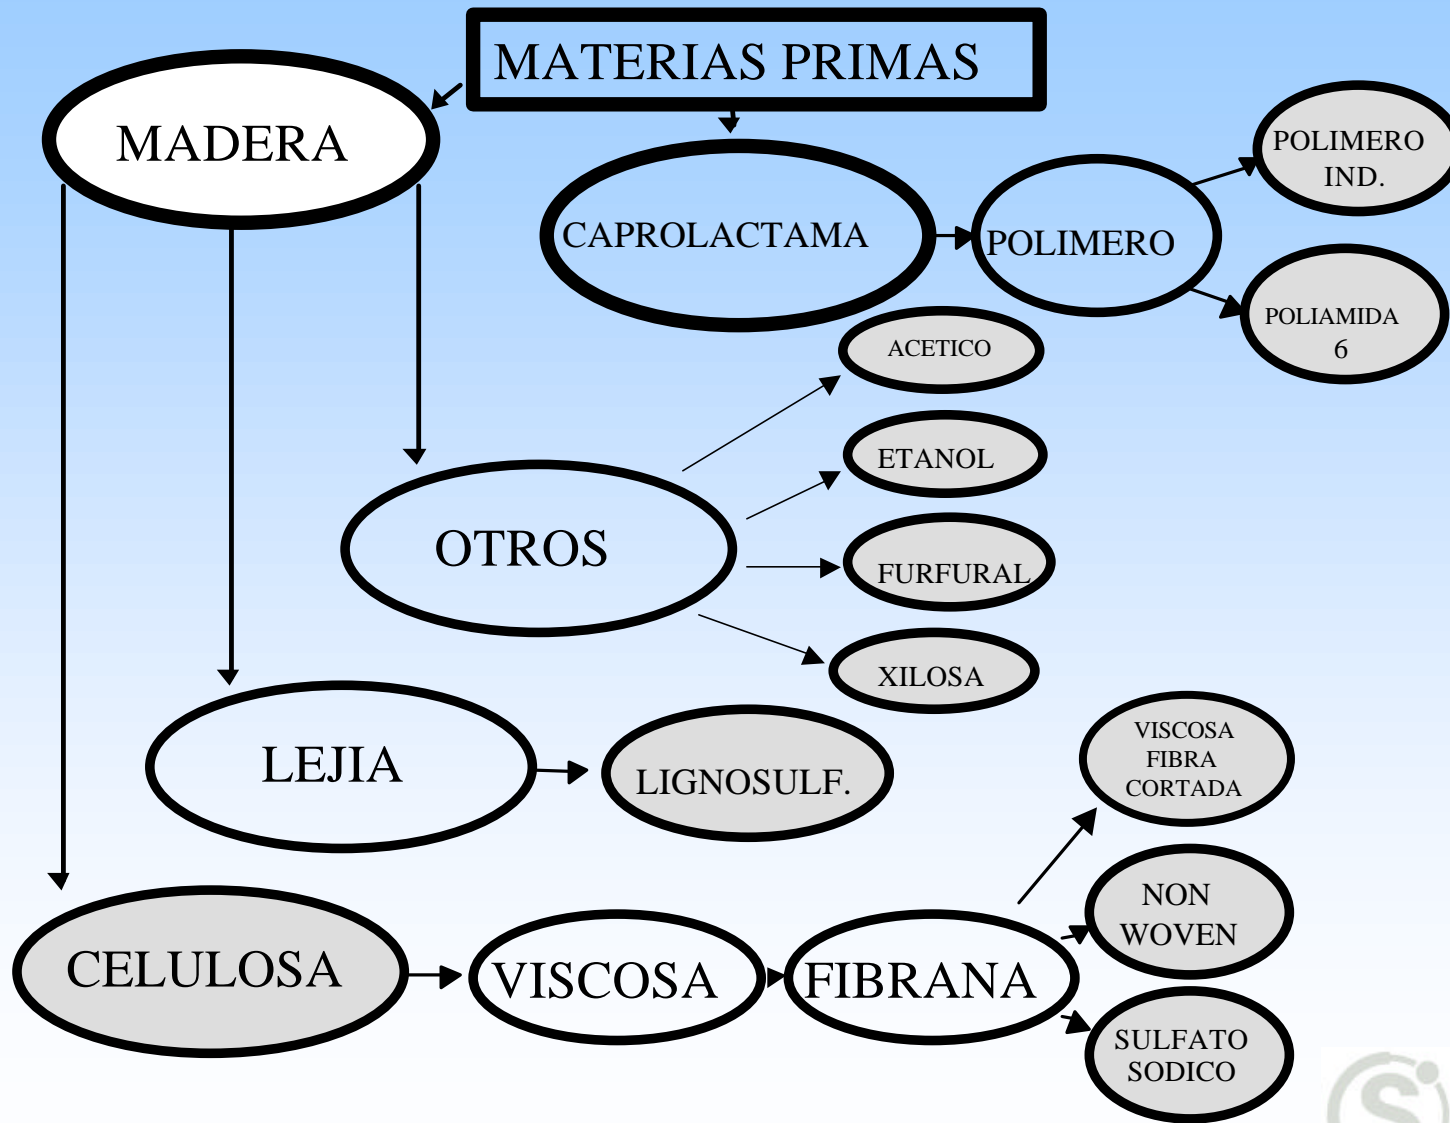 MATERIAS PRIMAS
MADERA
CAPROLACTAMA
POLIMERO
POLIMERO
IND.
POLIAMIDA
6
ACETICO
ETANOL
OTROS
FURFURAL
XILOSA
LEJIA
LIGNOSULF.
VISCOSA
FIBRA
CORTADA
NON
WOVEN
CELULOSA
VISCOSA
FIBRANA
SULFATO
SODICO